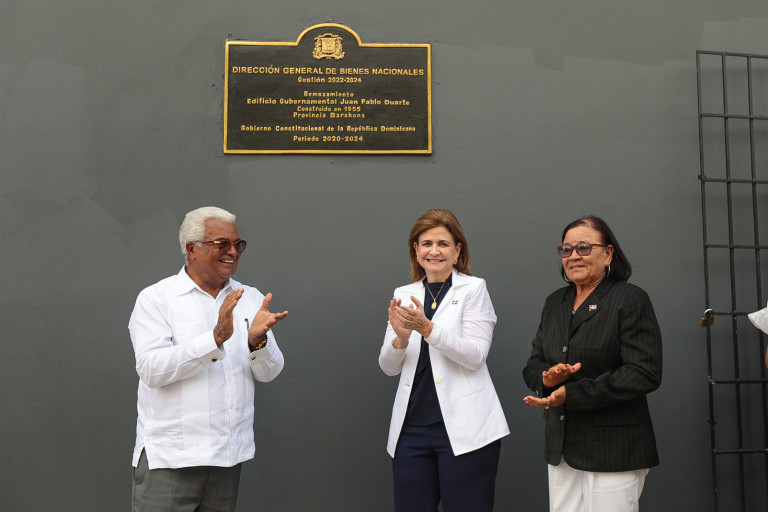 DIRECCIÓN GENERAL DE BIENES NACIONALES
Gestión 2022-2024
Remozamiento
Edificio Gubernamental Juan Pablo Duarte
Construido en 1955
Provincia Barahona
Gobierno Constitucional de la República Dominicana
Período 2020-2024